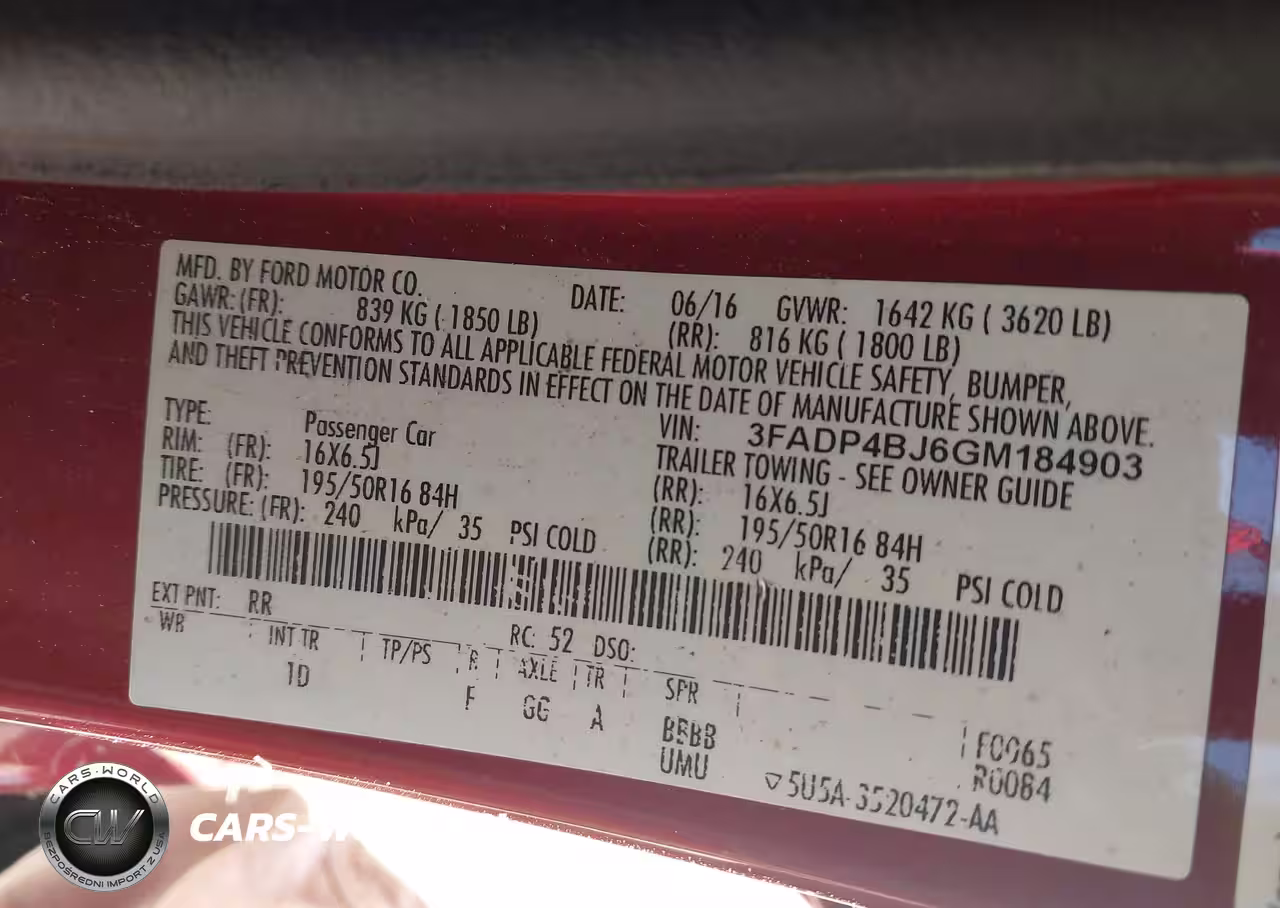 MFD. BY FORD MOTOR CO. DATE: 06/16 GVWR: 1642 KG ( 3620 LB)
GAWR: (FR): 839 KG ( 1850 LB) (RR): 816 KG ( 1800 LB)
THIS VEHICLE CONFORMS TO ALL APPLICABLE FEDERAL MOTOR VEHICLE SAFETY, BUMPER,
AND THEFT PREVENTION STANDARDS IN EFFECT ON THE DATE OF MANUFACTURE SHOWN ABOVE.
TYPE: Passenger Car VIN: 3FADP4BJ6GM184903
TRAILER TOWING - SEE OWNER GUIDE
RIM: (FR): 16X6.5J (RR): 16X6.5J
TIRE: (FR): 195/50R16 84H (RR): 195/50R16 84H
PRESSURE: (FR): 240 kPa/ 35 PSI COLD (RR): 240 kPa/ 35 PSI COLD
EXT PNT: RR RC: 52 DSO:
WB INT TR TP/PS R AXLE TR SPR
1D F GG A BBBB F0065
UMU R0084
5U5A-3520472-AA
CARS-WORLD
CW
BEZPOŚREDNI IMPORT Z USA
CARS-